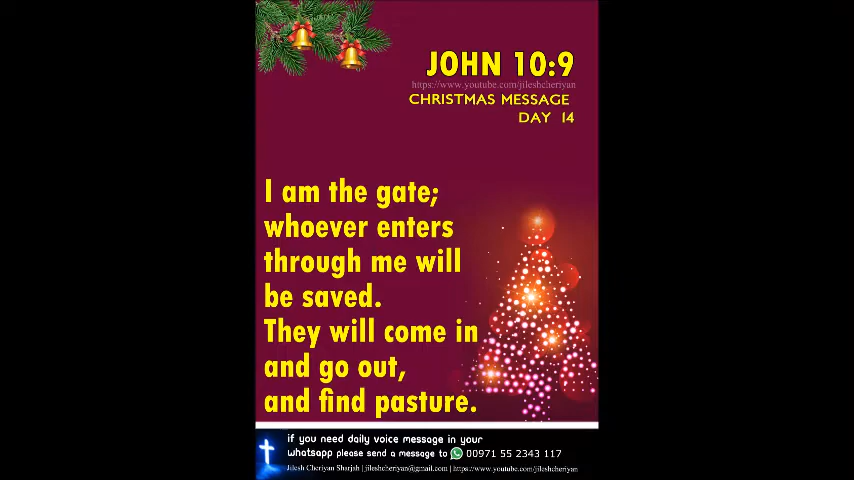 JOHN 10:9
https://www.youtube.com/jileshcheriyan
CHRISTMAS MESSAGE
DAY 14
I am the gate;
whoever enters
through me will
be saved.
They will come in
and go out,
and find pasture.
if you need daily voice message in your
whatsapp please send a message to 00971 55 2343 117
Jilesh Cheriyan Sharjah | jileshcheriyan@gmail.com | https://www.youtube.com/jileshcheriyan